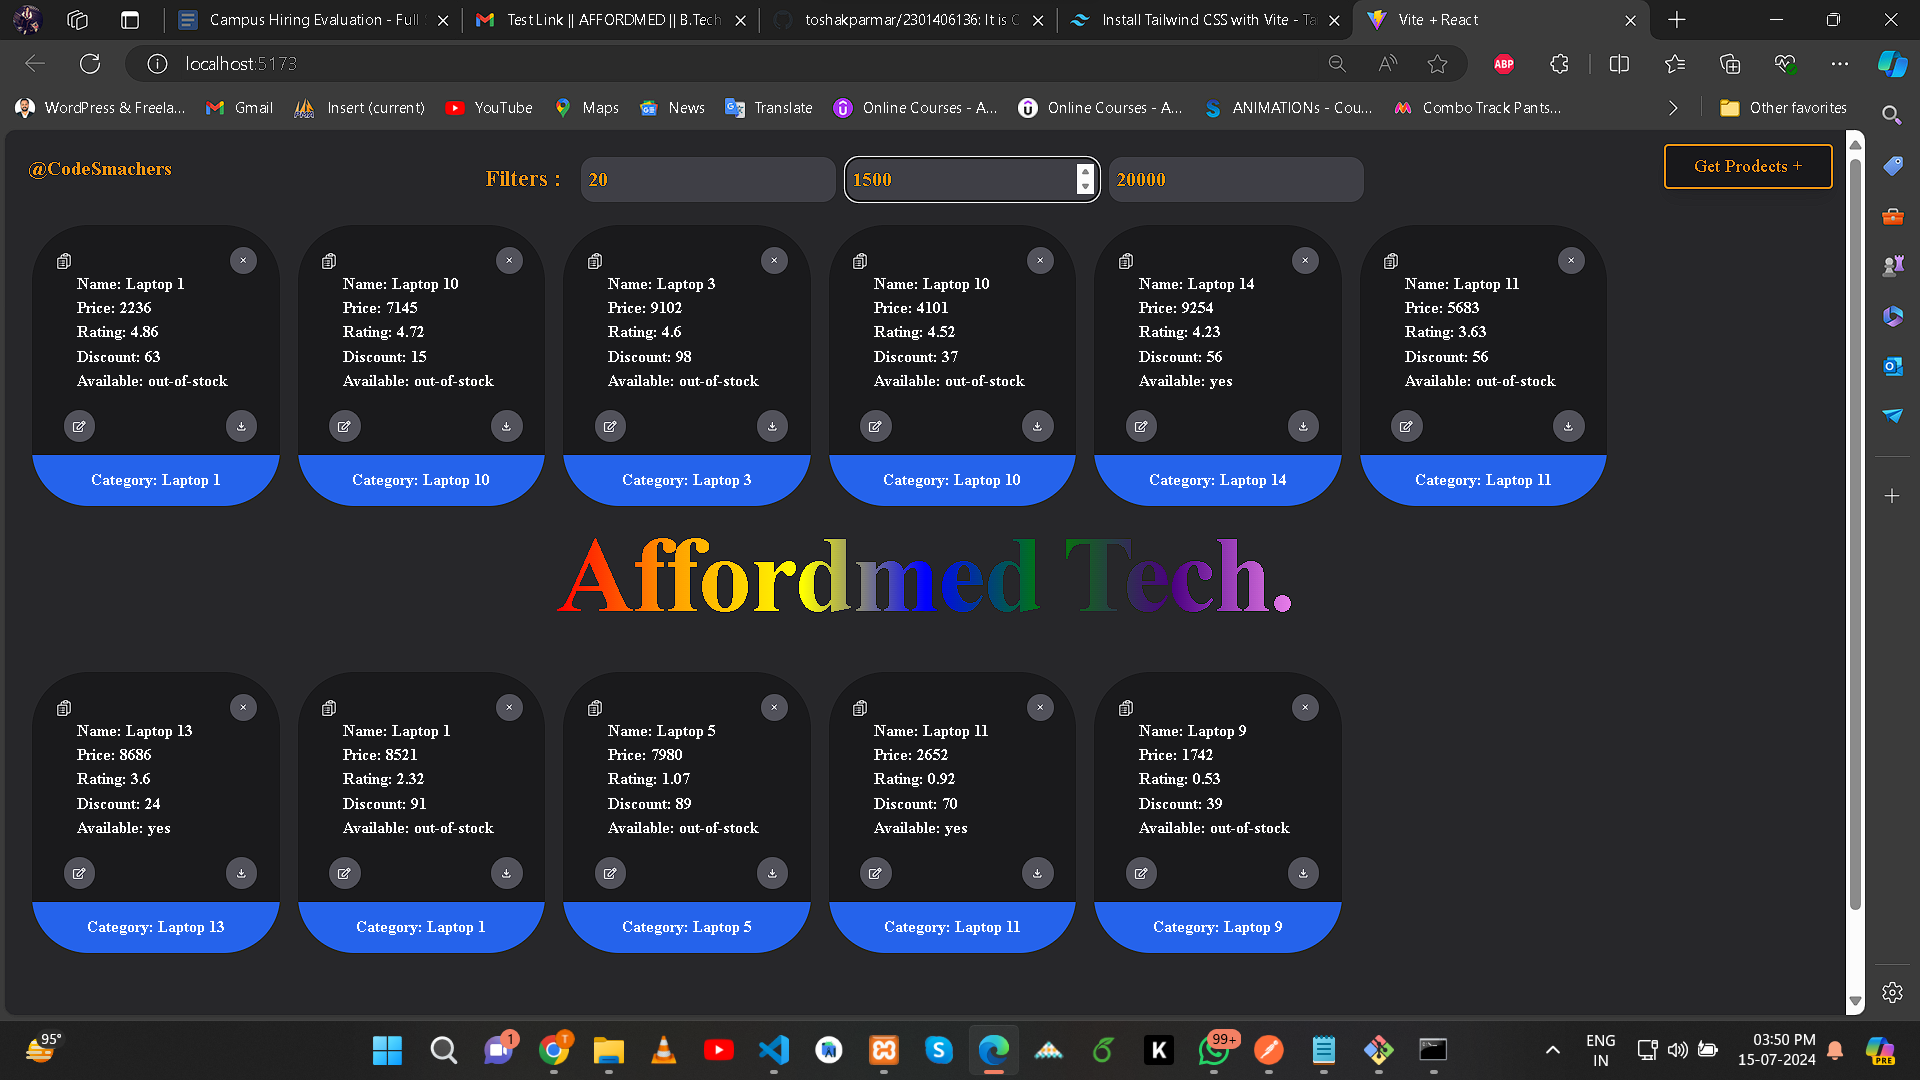 Campus Hiring Evaluation - Full
Test Link || AFFORDMED || B.Tech
toshakparmar/2301406136: It is C
Install Tailwind CSS with Vite - Ta
Vite + React
localhost:5173
ABP
WordPress & Freela...
Gmail
Insert (current)
YouTube
Maps
News
Translate
Online Courses - A...
Online Courses - A...
ANIMATIONs - Cou...
Combo Track Pants...
Other favorites
@CodeSmachers
Filters :
20
1500
20000
Get Prodects +
Name: Laptop 1
Price: 2236
Rating: 4.86
Discount: 63
Available: out-of-stock
Category: Laptop 1
Name: Laptop 10
Price: 7145
Rating: 4.72
Discount: 15
Available: out-of-stock
Category: Laptop 10
Name: Laptop 3
Price: 9102
Rating: 4.6
Discount: 98
Available: out-of-stock
Category: Laptop 3
Name: Laptop 10
Price: 4101
Rating: 4.52
Discount: 37
Available: out-of-stock
Category: Laptop 10
Name: Laptop 14
Price: 9254
Rating: 4.23
Discount: 56
Available: yes
Category: Laptop 14
Name: Laptop 11
Price: 5683
Rating: 3.63
Discount: 56
Available: out-of-stock
Category: Laptop 11
Affordmed Tech.
Name: Laptop 13
Price: 8686
Rating: 3.6
Discount: 24
Available: yes
Category: Laptop 13
Name: Laptop 1
Price: 8521
Rating: 2.32
Discount: 91
Available: out-of-stock
Category: Laptop 1
Name: Laptop 5
Price: 7980
Rating: 1.07
Discount: 89
Available: out-of-stock
Category: Laptop 5
Name: Laptop 11
Price: 2652
Rating: 0.92
Discount: 70
Available: yes
Category: Laptop 11
Name: Laptop 9
Price: 1742
Rating: 0.53
Discount: 39
Available: out-of-stock
Category: Laptop 9
95°
1
T
S
K
99+
ENG
IN
03:50 PM
15-07-2024
PRE